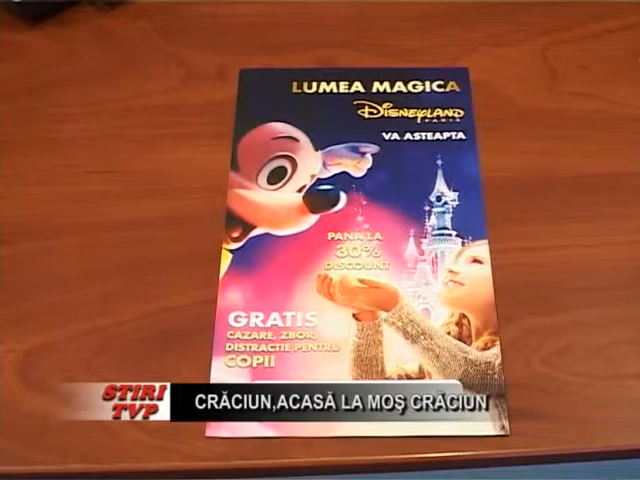 LUMEA MAGICA
DISNEYLAND
PARIS
VA ASTEAPTA
PANA LA
30%
DISCOUNT
GRATIS
CAZARE, ZBOR,
DISTRACTIE PENTRU
COPII
STIRI
TVP
CRĂCIUN,ACASĂ LA MOŞ CRĂCIUN